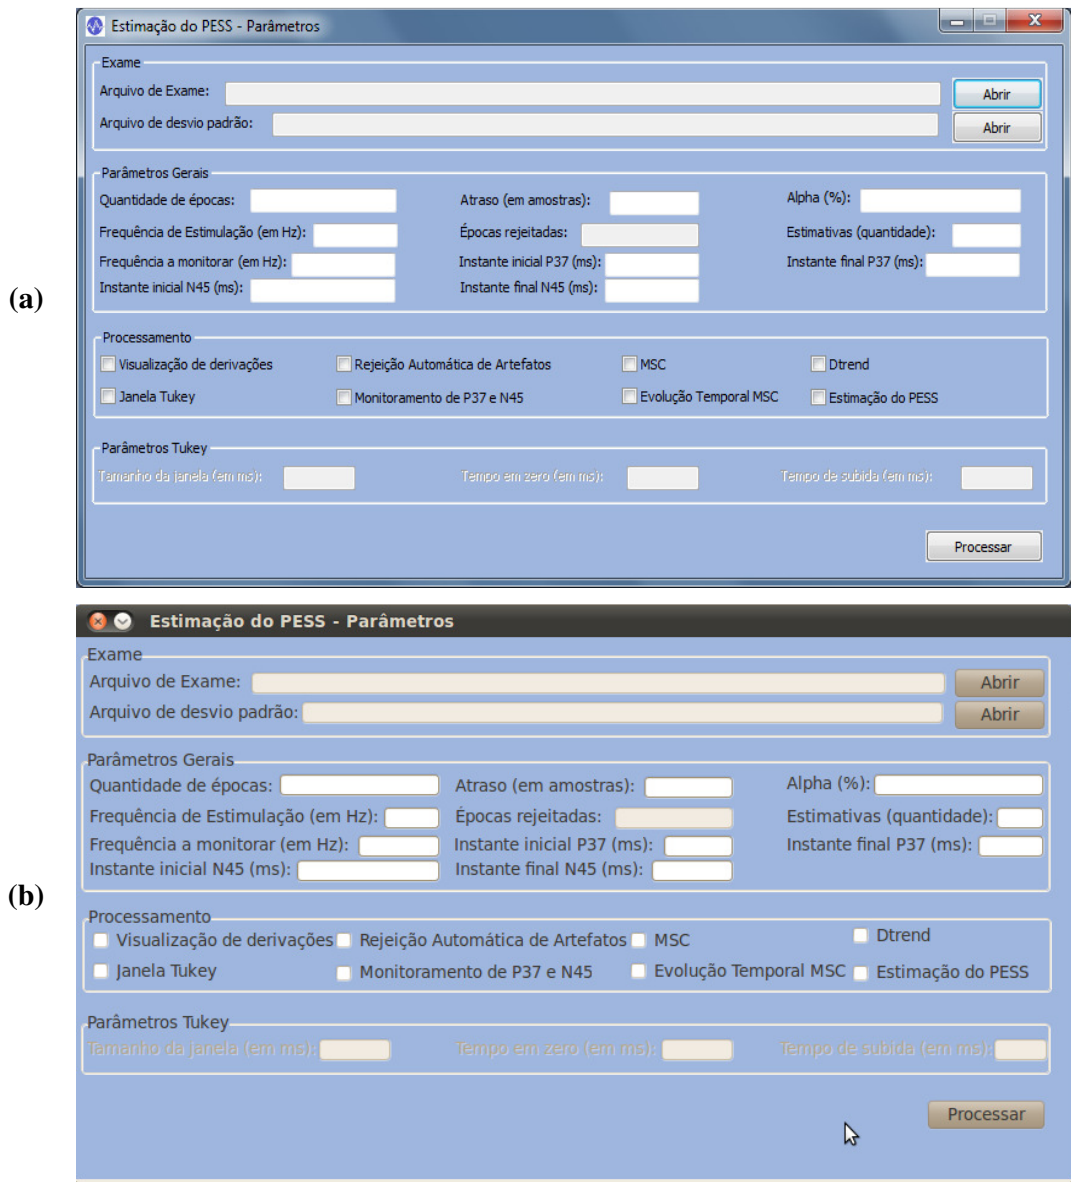 (a)
Estimação do PESS - Parâmetros
Exame
Arquivo de Exame: Abrir
Arquivo de desvio padrão: Abrir
Parâmetros Gerais
Quantidade de épocas: Atraso (em amostras): Alpha (%):
Frequência de Estimulação (em Hz): Épocas rejeitadas: Estimativas (quantidade):
Frequência a monitorar (em Hz): Instante inicial P37 (ms): Instante final P37 (ms):
Instante inicial N45 (ms): Instante final N45 (ms):
Processamento
Visualização de derivações Rejeição Automática de Artefatos MSC Dtrend
Janela Tukey Monitoramento de P37 e N45 Evolução Temporal MSC Estimação do PESS
Parâmetros Tukey
Tamanho da janela (em ms): Tempo em zero (em ms): Tempo de subida (em ms):
Processar
(b)
Estimação do PESS - Parâmetros
Exame
Arquivo de Exame: Abrir
Arquivo de desvio padrão: Abrir
Parâmetros Gerais
Quantidade de épocas: Atraso (em amostras): Alpha (%):
Frequência de Estimulação (em Hz): Épocas rejeitadas: Estimativas (quantidade):
Frequência a monitorar (em Hz): Instante inicial P37 (ms): Instante final P37 (ms):
Instante inicial N45 (ms): Instante final N45 (ms):
Processamento
Visualização de derivações Rejeição Automática de Artefatos MSC Dtrend
Janela Tukey Monitoramento de P37 e N45 Evolução Temporal MSC Estimação do PESS
Parâmetros Tukey
Tamanho da janela (em ms): Tempo em zero (em ms): Tempo de subida (em ms):
Processar